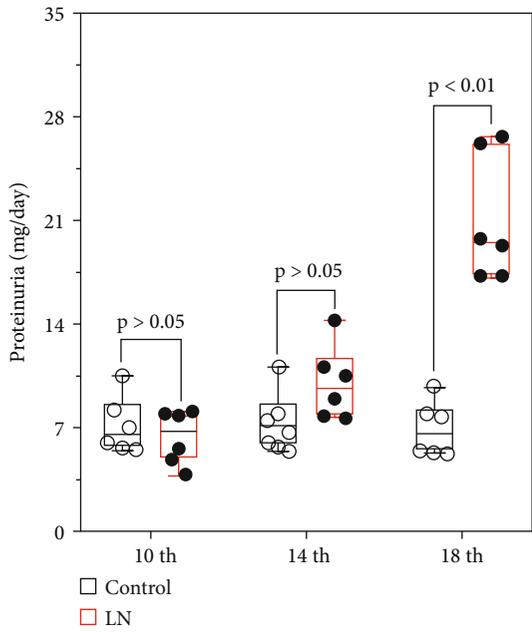 35
28
21
14
7
0
Proteinuria (mg/day)
p < 0.01
p > 0.05
p > 0.05
10 th
14 th
18 th
Control
LN